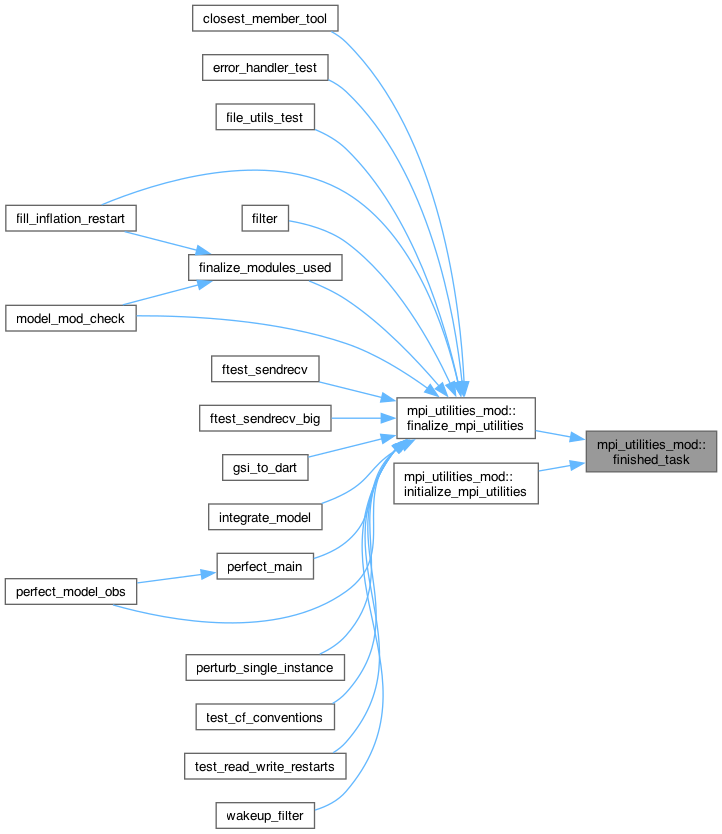 closest_member_tool
error_handler_test
file_utils_test
fill_inflation_restart
filter
finalize_modules_used
model_mod_check
ftest_sendrecv
ftest_sendrecv_big
mpi_utilities_mod::
finalize_mpi_utilities
mpi_utilities_mod::
finished_task
gsi_to_dart
mpi_utilities_mod::
initialize_mpi_utilities
integrate_model
perfect_main
perfect_model_obs
perturb_single_instance
test_cf_conventions
test_read_write_restarts
wakeup_filter